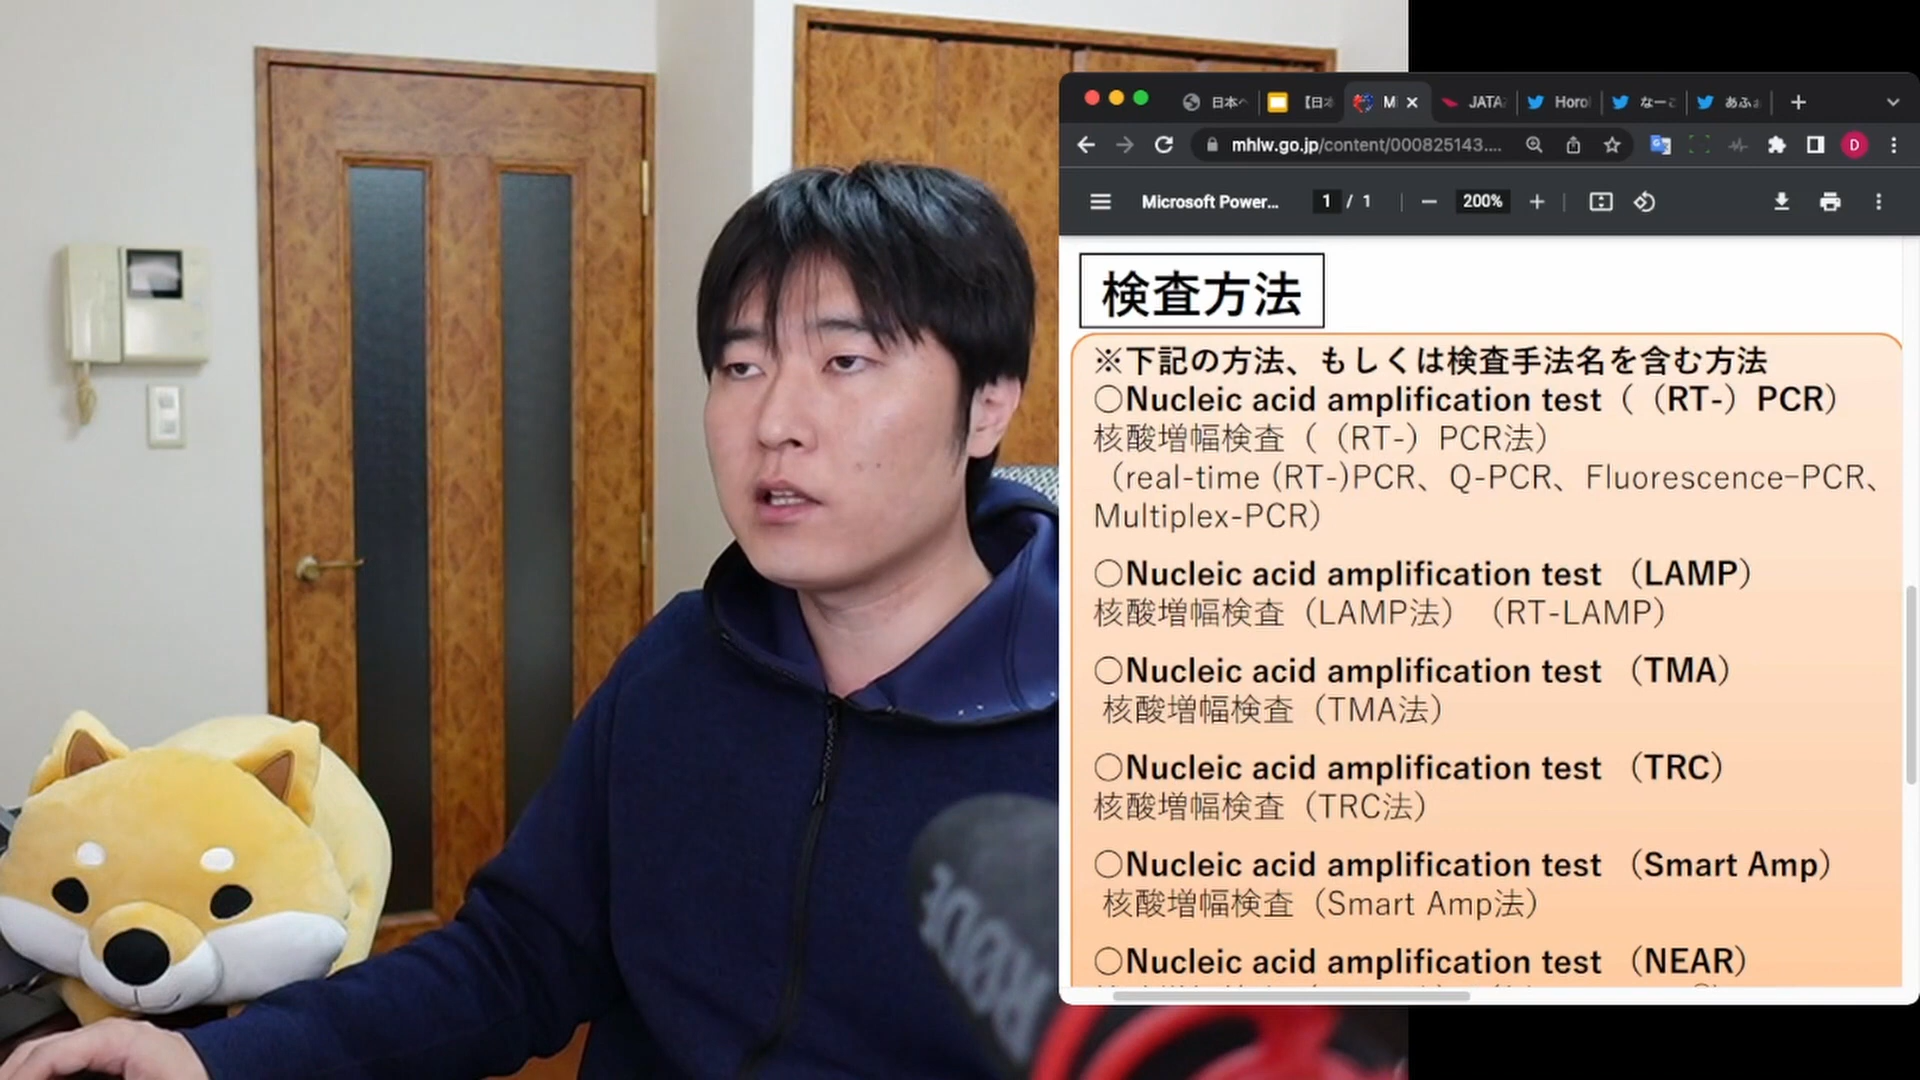 日本へ
【日本
M
JATA
Horo
なーこ
あふ
mhlw.go.jp/content/000825143....
D
Microsoft Power...
1 / 1
200%
検査方法
※下記の方法、もしくは検査手法名を含む方法
○Nucleic acid amplification test（（RT-）PCR）
核酸増幅検査（（RT-）PCR法）
（real-time (RT-)PCR、Q-PCR、Fluorescence-PCR、
Multiplex-PCR）
○Nucleic acid amplification test （LAMP）
核酸増幅検査（LAMP法）（RT-LAMP）
○Nucleic acid amplification test （TMA）
核酸増幅検査（TMA法）
○Nucleic acid amplification test （TRC）
核酸増幅検査（TRC法）
○Nucleic acid amplification test （Smart Amp）
核酸増幅検査（Smart Amp法）
○Nucleic acid amplification test （NEAR）
RODE